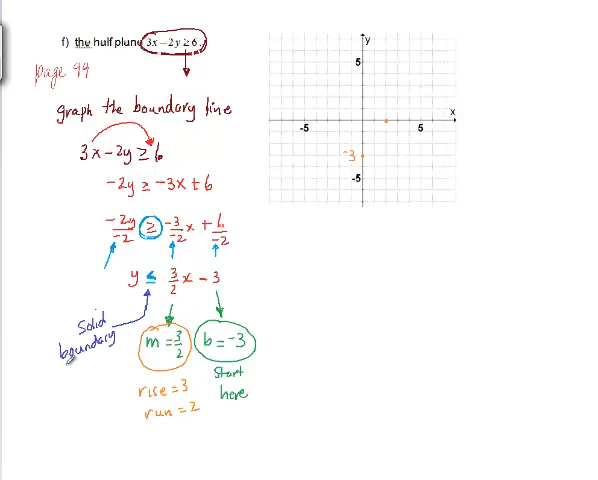 f) the half plane 3x − 2y ≥ 6.
page 99
graph the boundary line
3x − 2y ≥ 6
−2y ≥ −3x + 6
−2y/−2 ≥ −3/−2 x + 6/−2
y ≤ 3/2 x − 3
solid
boundary
m = 3/2
b = −3
rise = 3
run = 2
start
here
y
x
5
-5
5
-3
-5